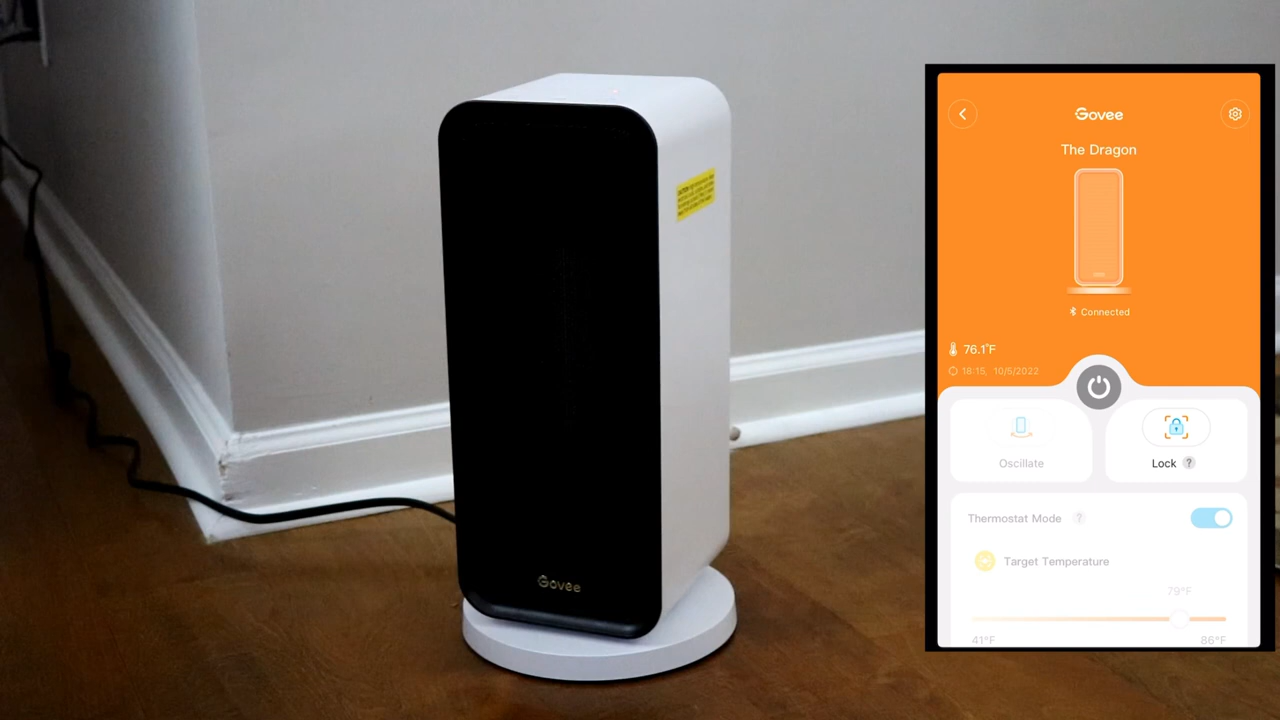 Govee
CAUTION
Govee
The Dragon
Connected
76.1°F
18:15, 10/5/2022
Oscillate
Lock ?
Thermostat Mode ?
Target Temperature
79°F
41°F
86°F